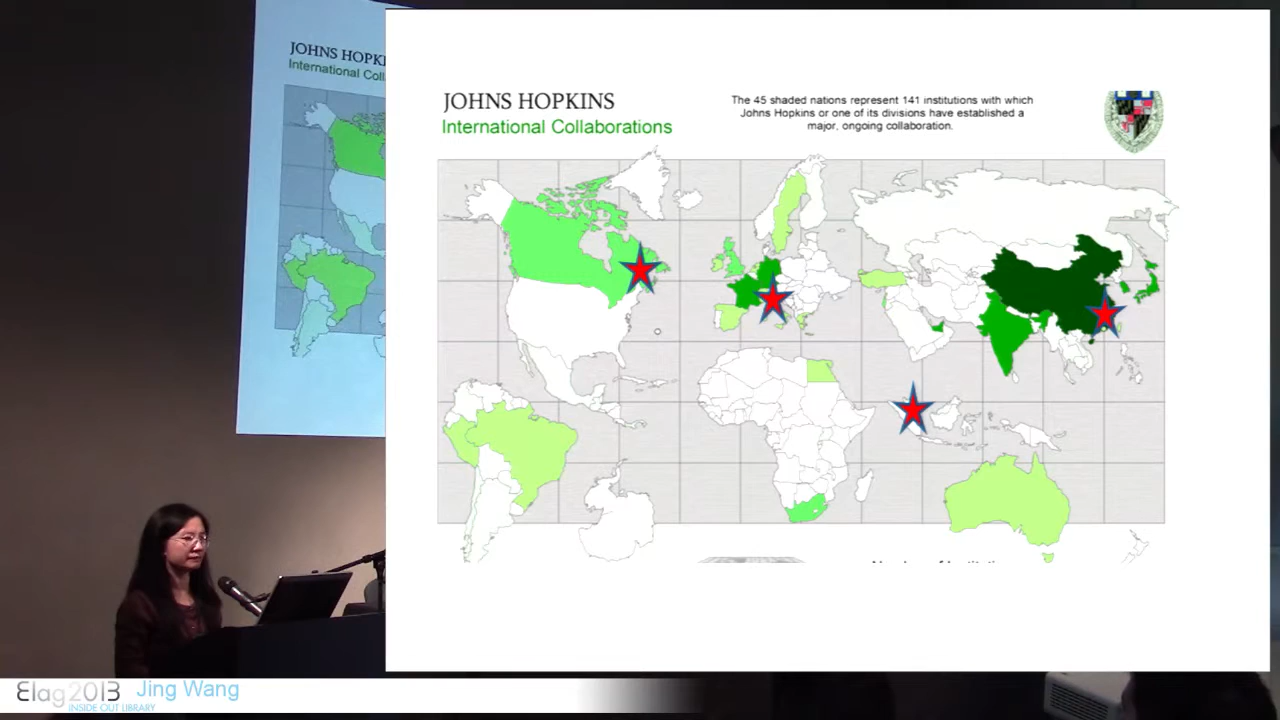 JOHNS HOPKI
International Coll
JOHNS HOPKINS
International Collaborations
The 45 shaded nations represent 141 institutions with which
Johns Hopkins or one of its divisions have established a
major, ongoing collaboration.
Elag2013 Jing Wang
INSIDE OUT LIBRARY